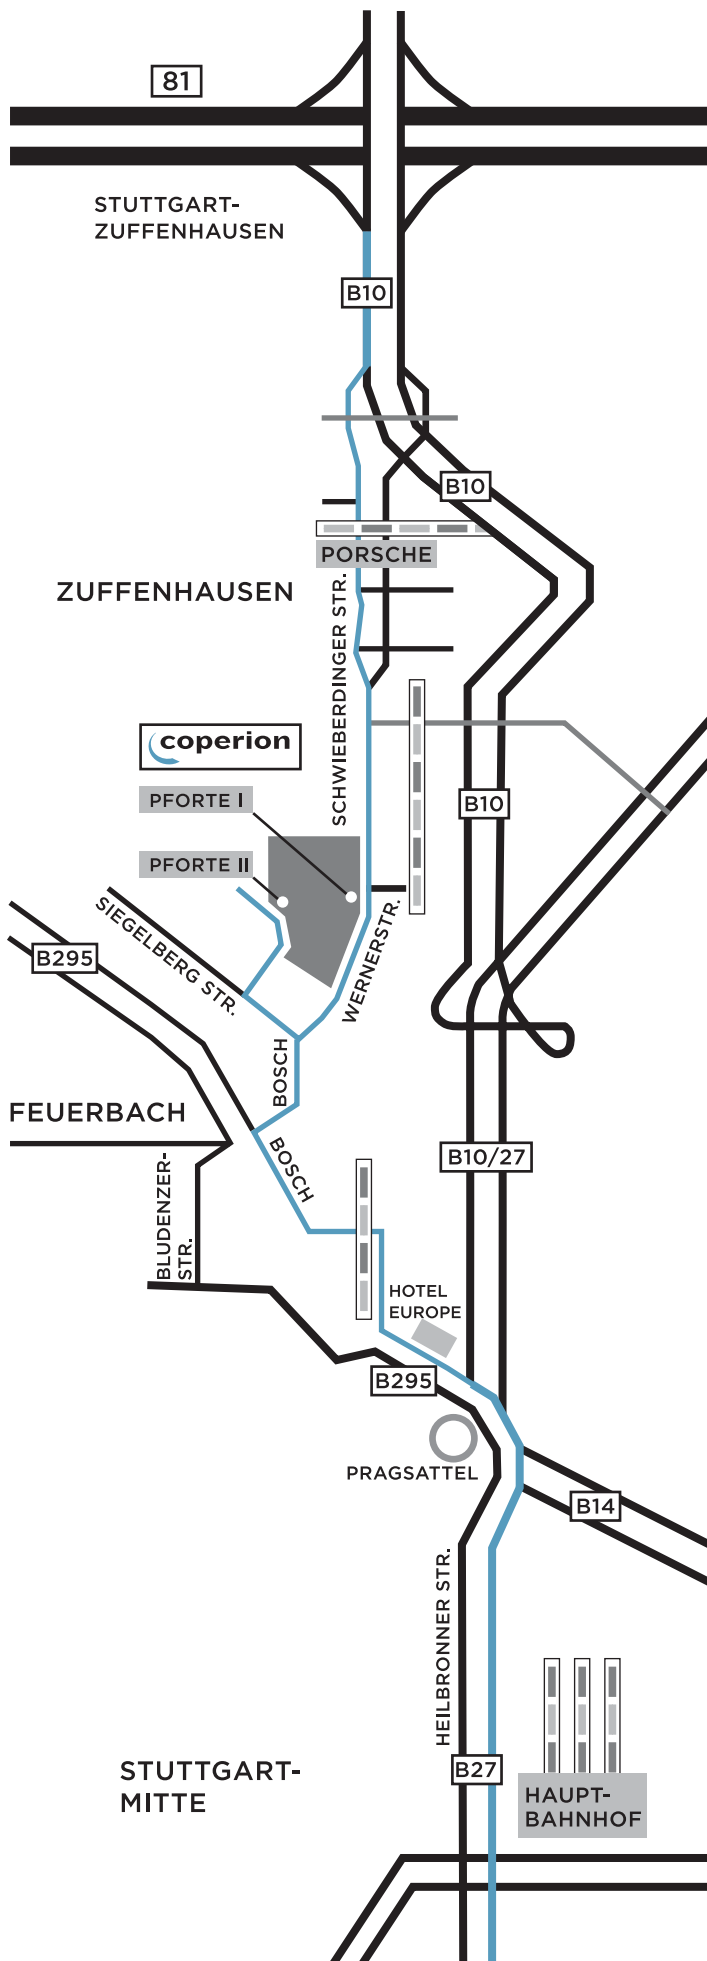 81
STUTTGART-
ZUFFENHAUSEN
B10
B10
PORSCHE
ZUFFENHAUSEN
SCHWIEBERDINGER STR.
coperion
PFORTE I
B10
PFORTE II
SIEGELBERG STR.
WERNERSTR.
B295
BOSCH
FEUERBACH
BOSCH
B10/27
BLUDENZER-
STR.
HOTEL
EUROPE
B295
PRAGSATTEL
B14
HEILBRONNER STR.
B27
STUTTGART-
MITTE
HAUPT-
BAHNHOF